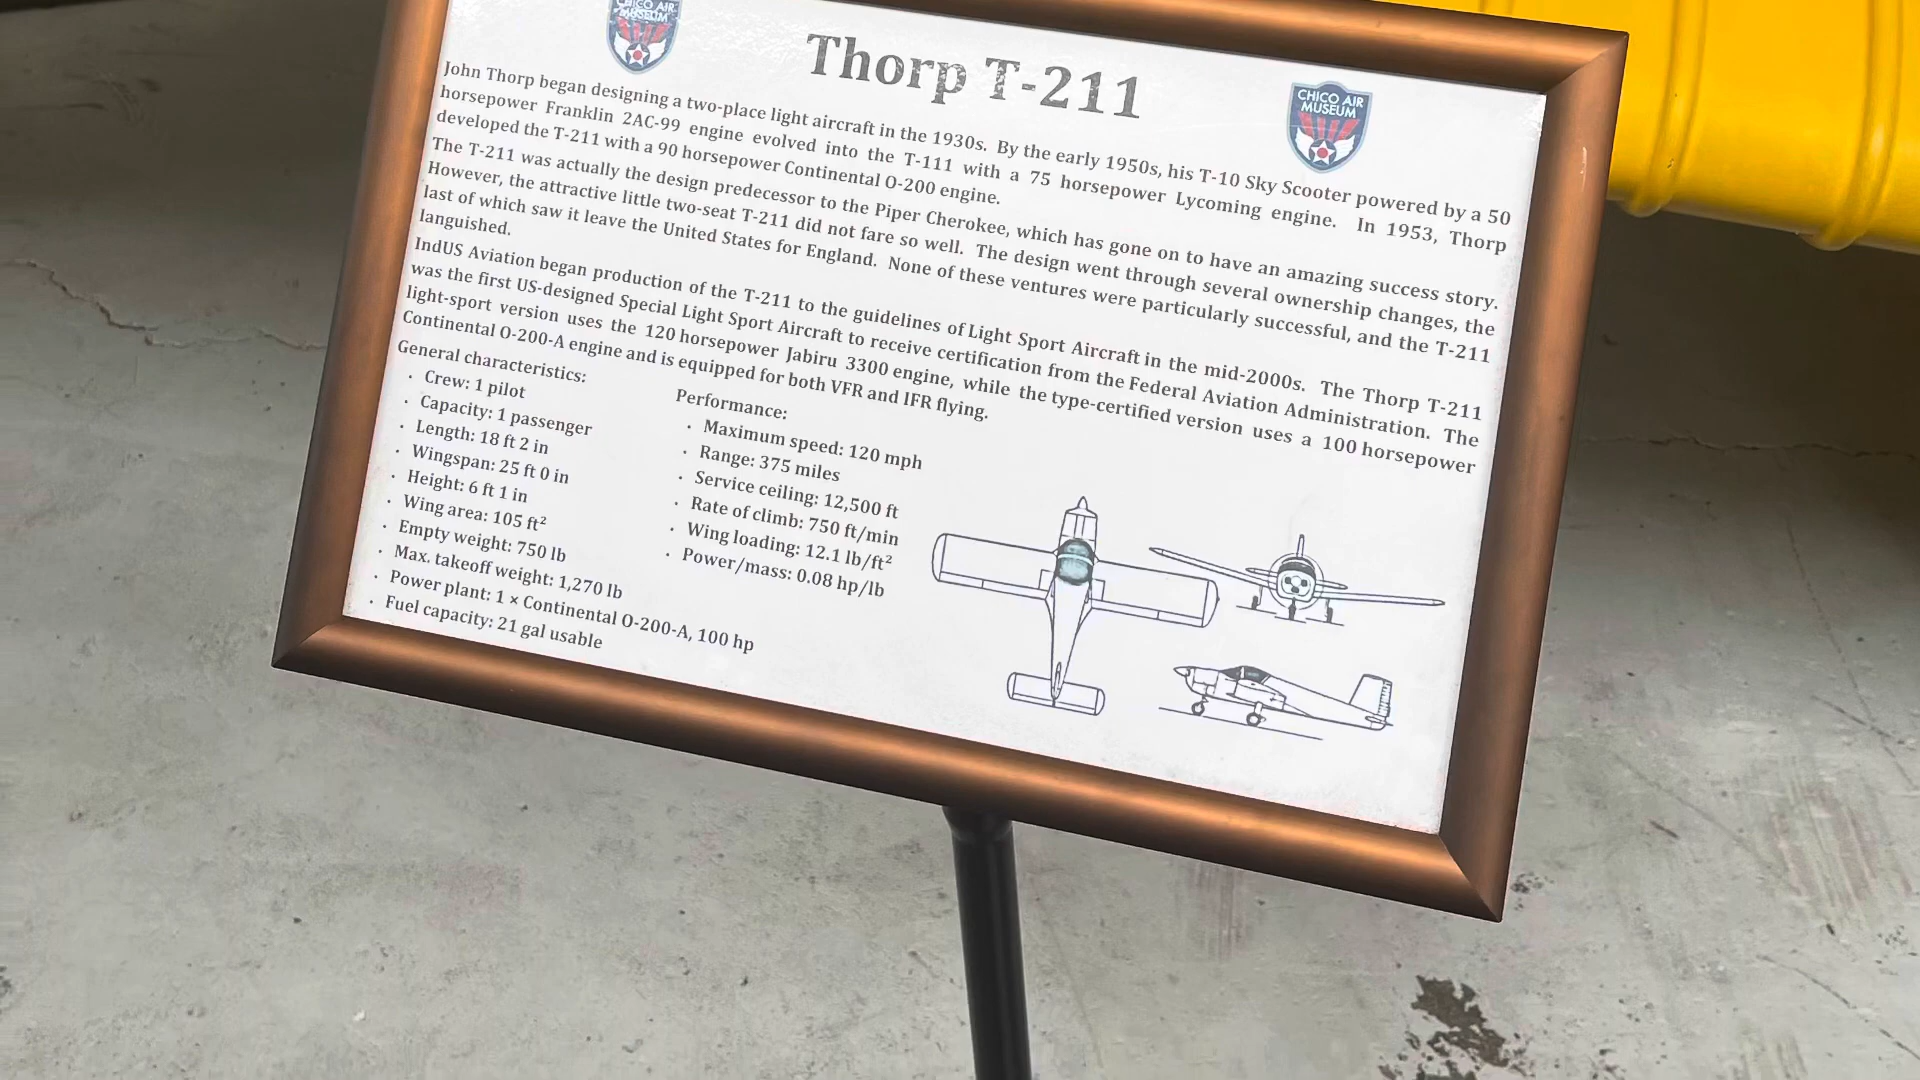 CHICO AIR
MUSEUM
Thorp T-211
CHICO AIR
MUSEUM
John Thorp began designing a two-place light aircraft in the 1930s. By the early 1950s, his T-10 Sky Scooter powered by a 50
horsepower Franklin 2AC-99 engine evolved into the T-111 with a 75 horsepower Lycoming engine. In 1953, Thorp
developed the T-211 with a 90 horsepower Continental O-200 engine.
The T-211 was actually the design predecessor to the Piper Cherokee, which has gone on to have an amazing success story.
However, the attractive little two-seat T-211 did not fare so well. The design went through several ownership changes, the
last of which saw it leave the United States for England. None of these ventures were particularly successful, and the T-211
languished.
IndUS Aviation began production of the T-211 to the guidelines of Light Sport Aircraft in the mid-2000s. The Thorp T-211
was the first US-designed Special Light Sport Aircraft to receive certification from the Federal Aviation Administration. The
light-sport version uses the 120 horsepower Jabiru 3300 engine, while the type-certified version uses a 100 horsepower
Continental O-200-A engine and is equipped for both VFR and IFR flying.
General characteristics:
· Crew: 1 pilot
· Capacity: 1 passenger
· Length: 18 ft 2 in
· Wingspan: 25 ft 0 in
· Height: 6 ft 1 in
· Wing area: 105 ft²
· Empty weight: 750 lb
· Max. takeoff weight: 1,270 lb
· Power plant: 1 × Continental O-200-A, 100 hp
· Fuel capacity: 21 gal usable
Performance:
· Maximum speed: 120 mph
· Range: 375 miles
· Service ceiling: 12,500 ft
· Rate of climb: 750 ft/min
· Wing loading: 12.1 lb/ft²
· Power/mass: 0.08 hp/lb